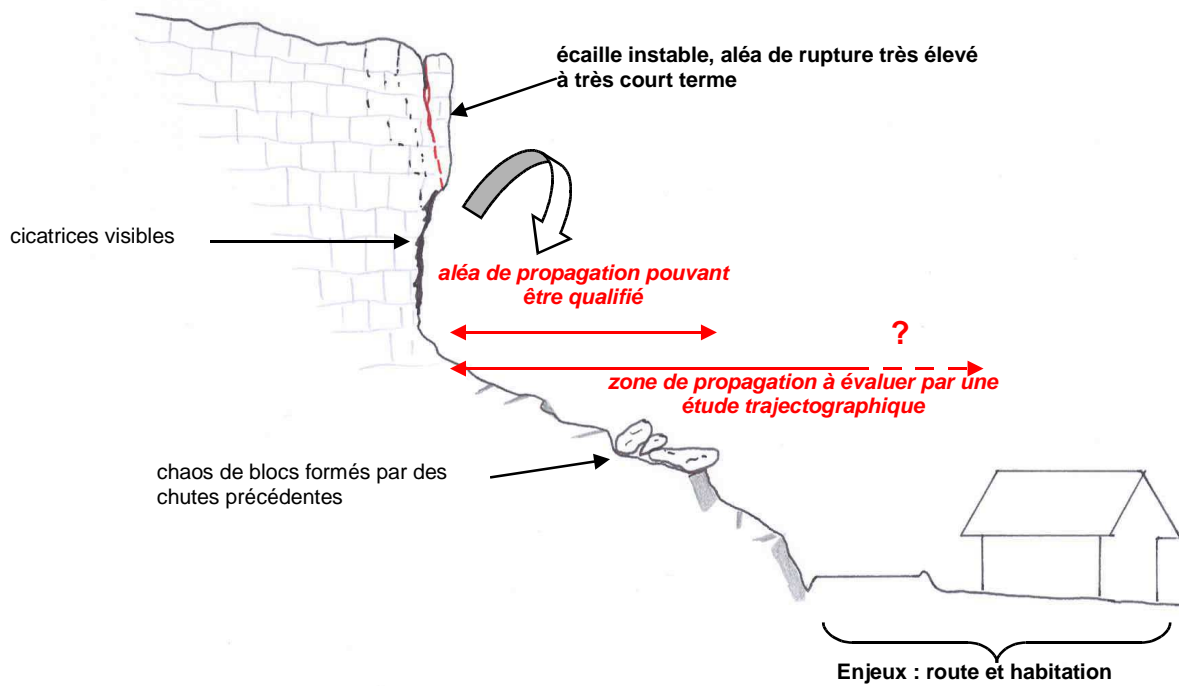 écaille instable, aléa de rupture très élevé
à très court terme
cicatrices visibles
aléa de propagation pouvant
être qualifié
?
zone de propagation à évaluer par une
étude trajectographique
chaos de blocs formés par des
chutes précédentes
Enjeux : route et habitation